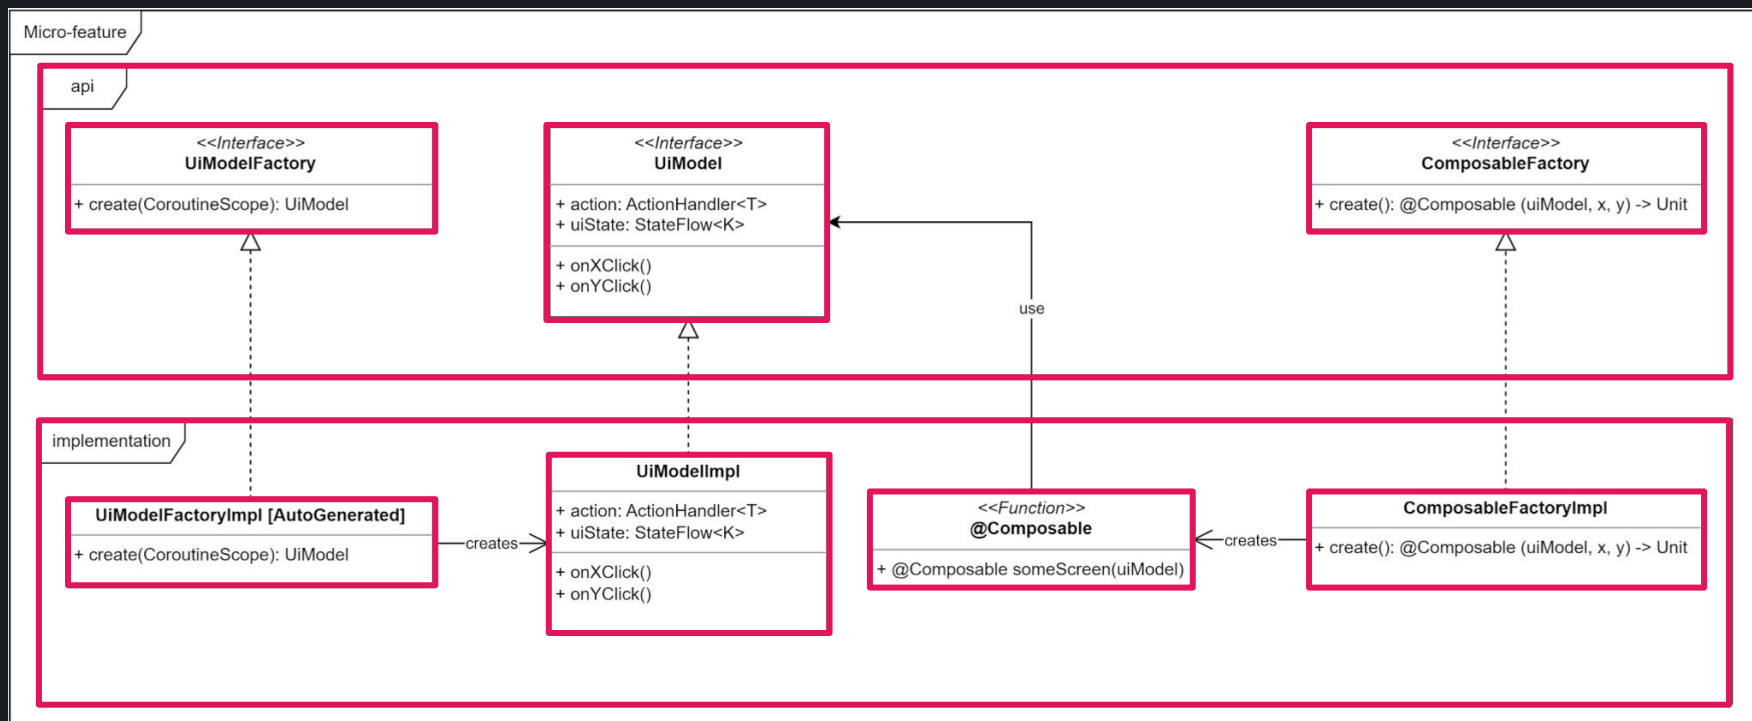 Micro-feature
api
<<Interface>>
UiModelFactory
+ create(CoroutineScope): UiModel
<<Interface>>
UiModel
+ action: ActionHandler<T>
+ uiState: StateFlow<K>
+ onXClick()
+ onYClick()
<<Interface>>
ComposableFactory
+ create(): @Composable (uiModel, x, y) -> Unit
use
implementation
UiModelFactoryImpl [AutoGenerated]
+ create(CoroutineScope): UiModel
creates
UiModelImpl
+ action: ActionHandler<T>
+ uiState: StateFlow<K>
+ onXClick()
+ onYClick()
<<Function>>
@Composable
+ @Composable someScreen(uiModel)
creates
ComposableFactoryImpl
+ create(): @Composable (uiModel, x, y) -> Unit